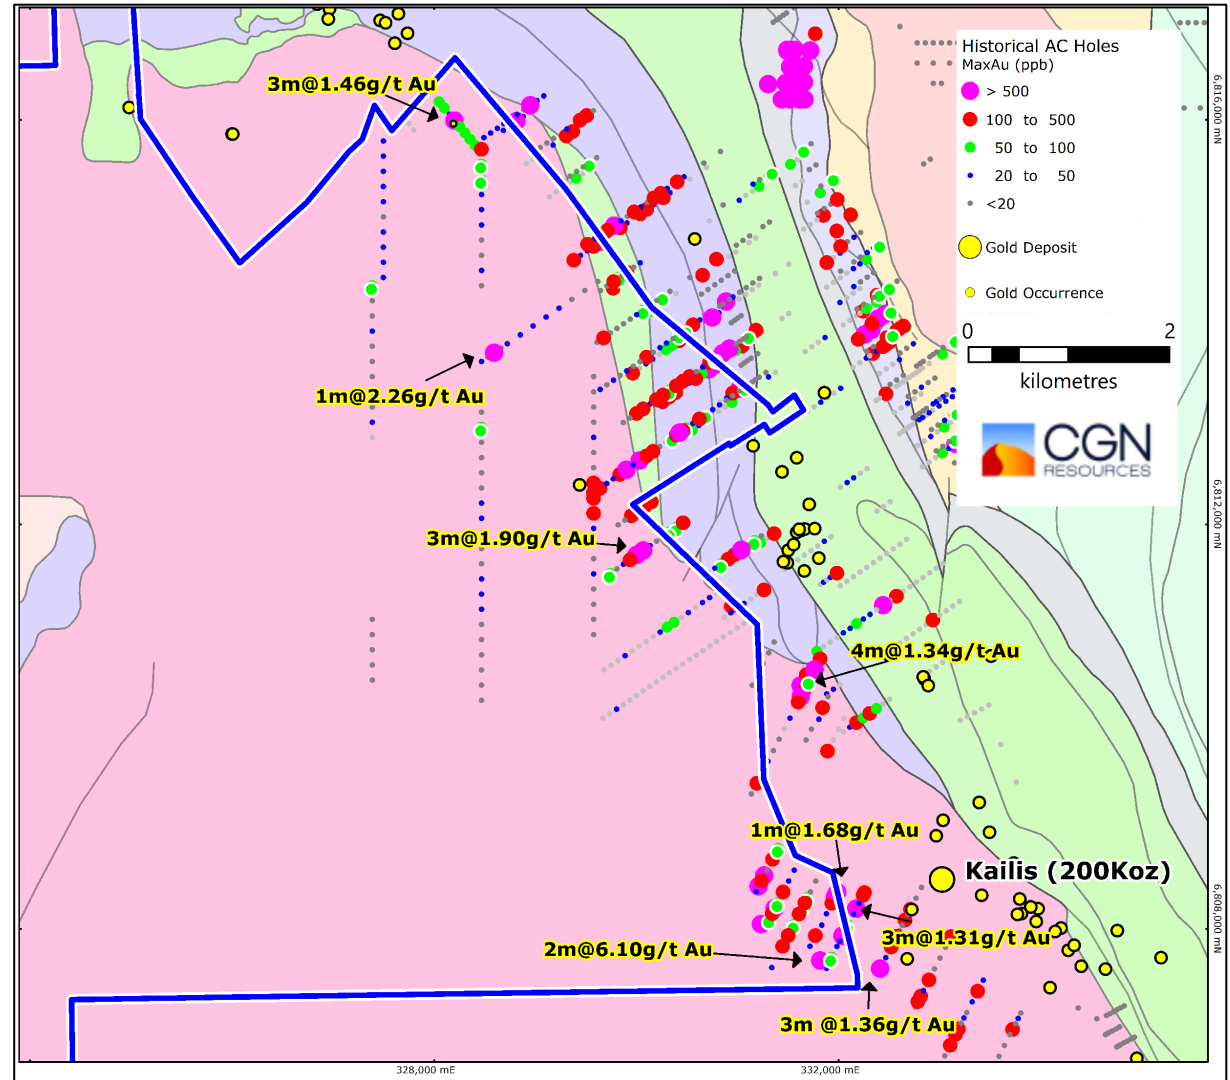 Historical AC Holes
MaxAu (ppb)
> 500
100 to 500
50 to 100
20 to 50
<20
Gold Deposit
Gold Occurrence
0 2
kilometres
CGN
RESOURCES
3m@1.46g/t Au
1m@2.26g/t Au
3m@1.90g/t Au
4m@1.34g/t Au
1m@1.68g/t Au
Kailis (200Koz)
3m@1.31g/t Au
2m@6.10g/t Au
3m @1.36g/t Au
6,816,000 mN
6,812,000 mN
6,808,000 mN
328,000 mE
332,000 mE